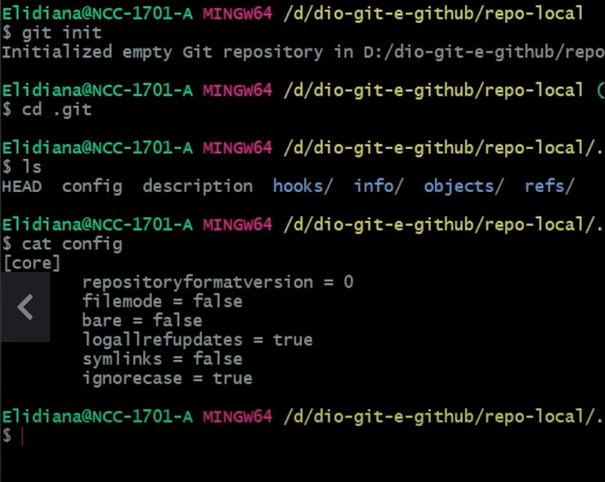 Elidiana@NCC-1701-A MINGW64 /d/dio-git-e-github/repo-local
$ git init
Initialized empty Git repository in D:/dio-git-e-github/repo
Elidiana@NCC-1701-A MINGW64 /d/dio-git-e-github/repo-local (
$ cd .git
Elidiana@NCC-1701-A MINGW64 /d/dio-git-e-github/repo-local/.
$ ls
HEAD  config  description  hooks/  info/  objects/  refs/
Elidiana@NCC-1701-A MINGW64 /d/dio-git-e-github/repo-local/.
$ cat config
[core]
        repositoryformatversion = 0
        filemode = false
        bare = false
        logallrefupdates = true
        symlinks = false
        ignorecase = true
Elidiana@NCC-1701-A MINGW64 /d/dio-git-e-github/repo-local/.
$